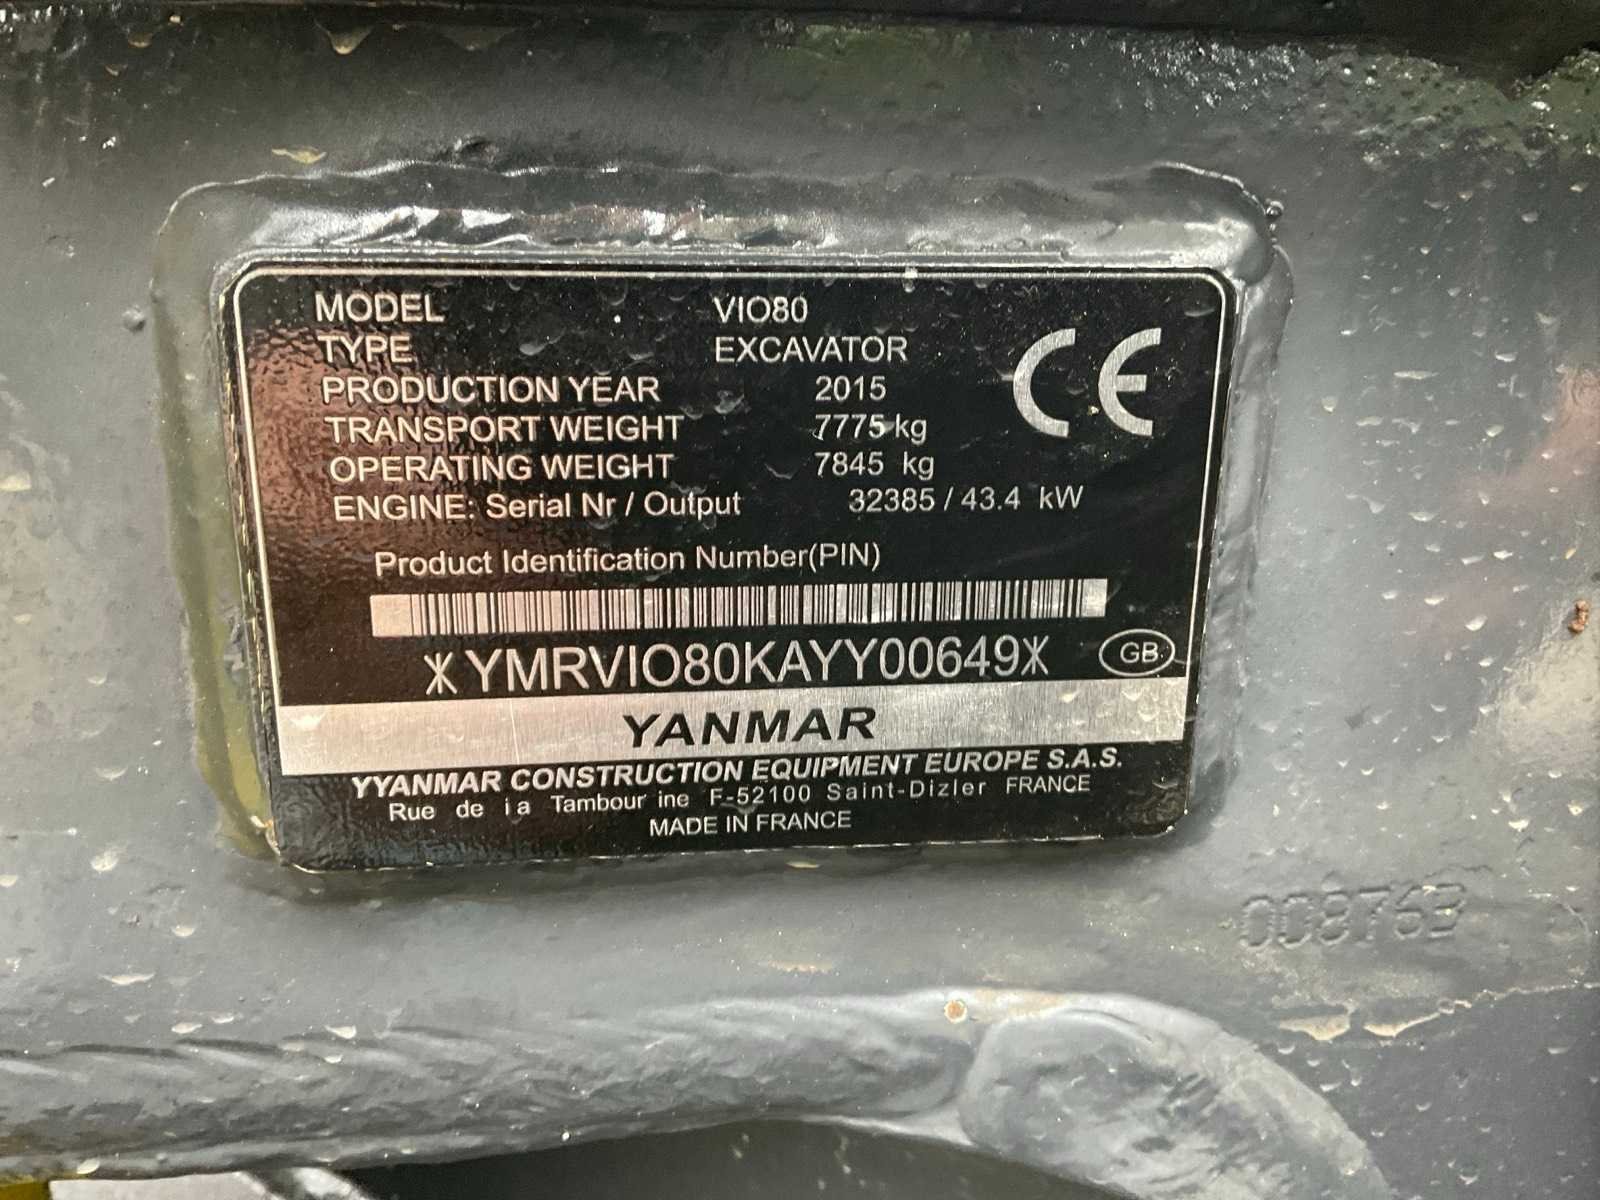 MODEL VIO80
TYPE EXCAVATOR
PRODUCTION YEAR 2015
TRANSPORT WEIGHT 7775 kg
OPERATING WEIGHT 7845 kg
ENGINE: Serial Nr / Output 32385 / 43.4 kW
CE
Product Identification Number(PIN)
*YMRVIO80KAYY00649*
GB
YANMAR
YYANMAR CONSTRUCTION EQUIPMENT EUROPE S.A.S.
Rue de ia Tambour ine F-52100 Saint-Dizler FRANCE
MADE IN FRANCE
008763